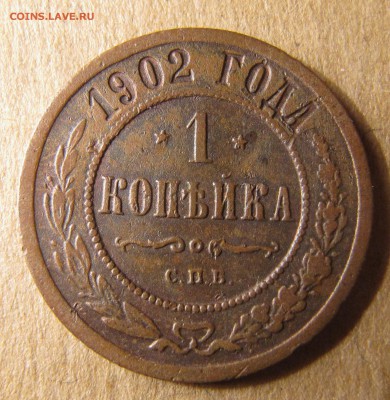 COINS.LAVE.RU
1902 ГОДА
* 1 *
КОПѢЙКА
С.П.Б.